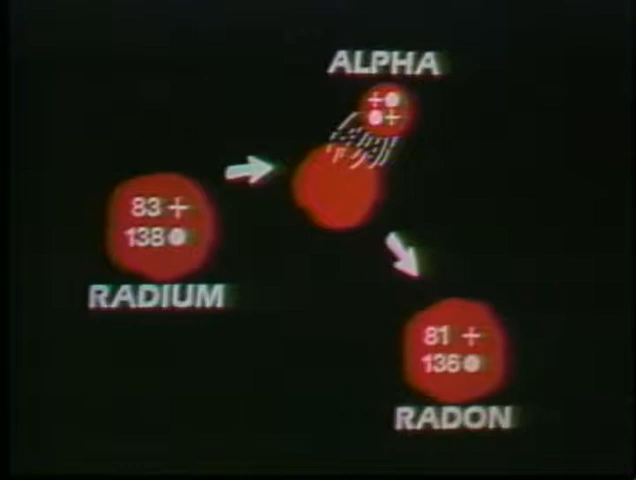 ALPHA
+●
●+
83 +
138 ●
RADIUM
81 +
136 ●
RADON